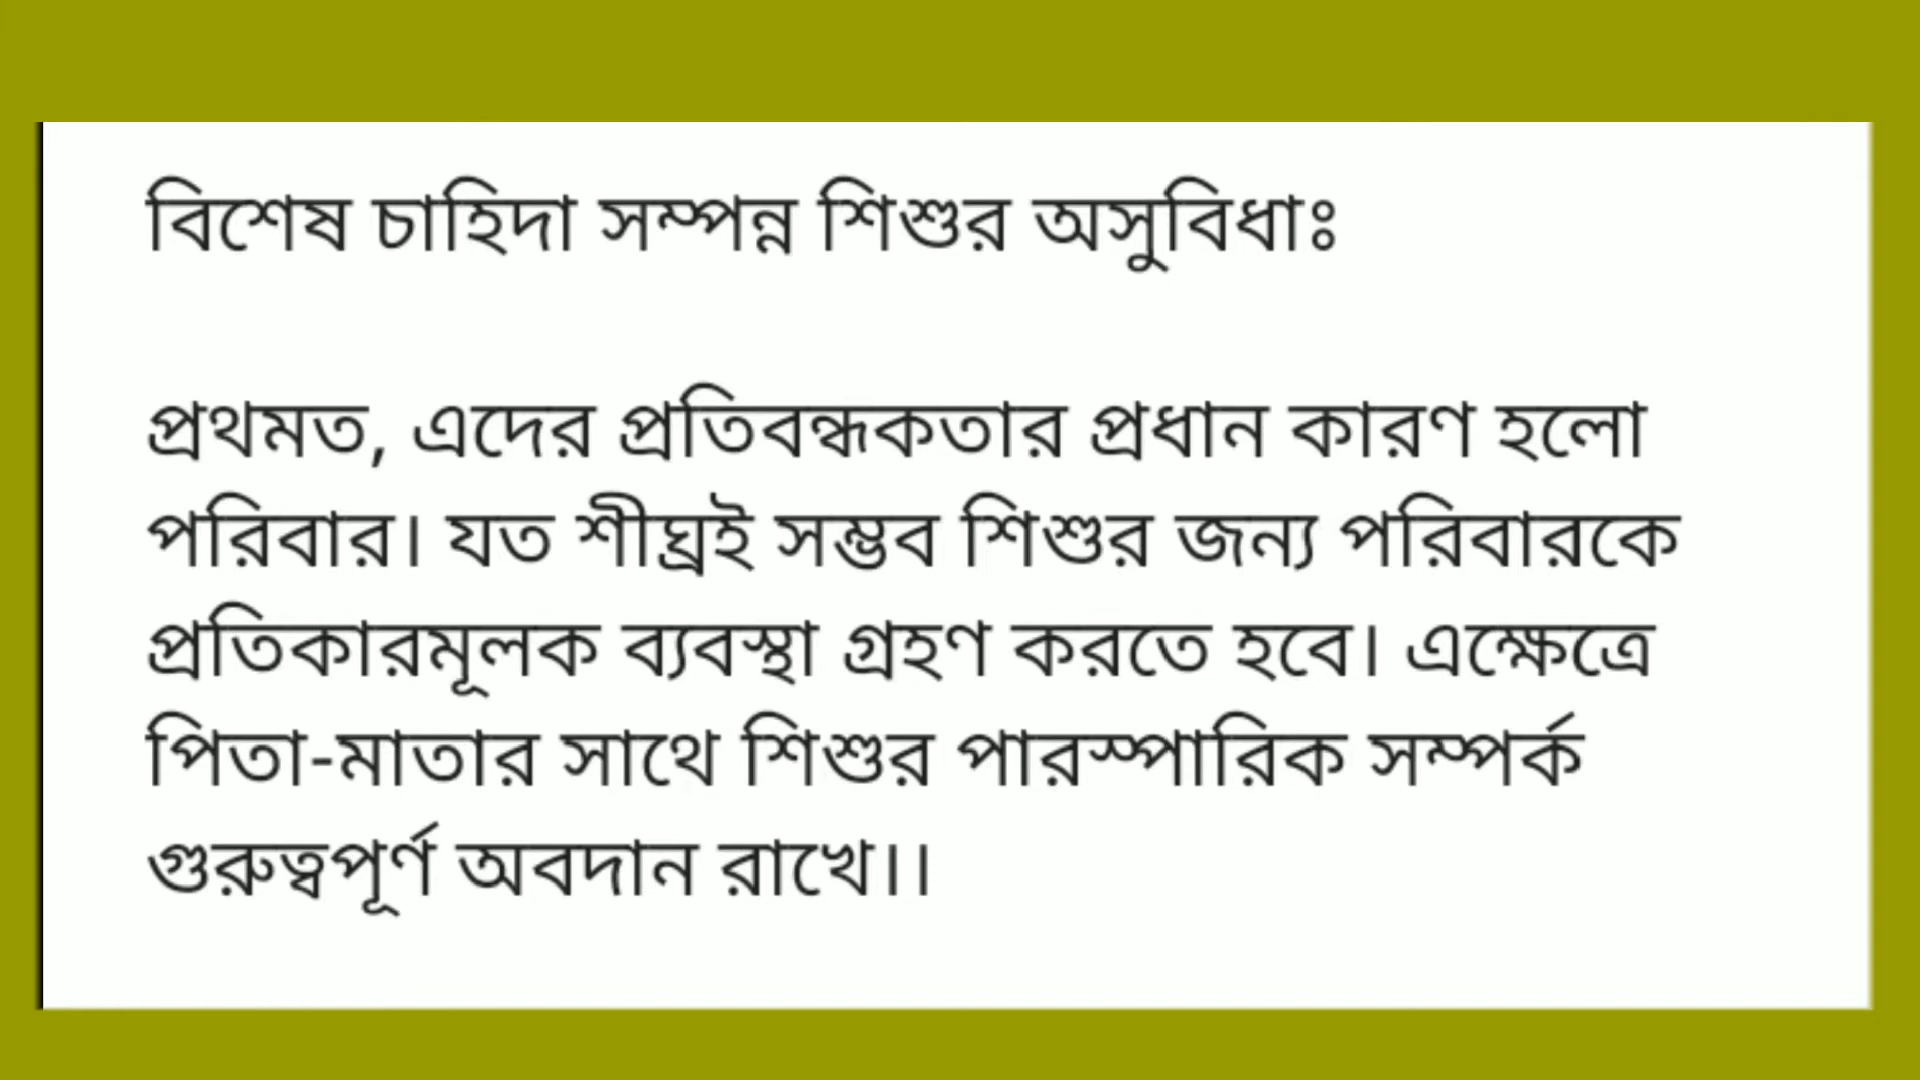 বিশেষ চাহিদা সম্পন্ন শিশুর অসুবিধাঃ
প্রথমত, এদের প্রতিবন্ধকতার প্রধান কারণ হলো
পরিবার। যত শীঘ্রই সম্ভব শিশুর জন্য পরিবারকে
প্রতিকারমূলক ব্যবস্থা গ্রহণ করতে হবে। এক্ষেত্রে
পিতা-মাতার সাথে শিশুর পারস্পারিক সম্পর্ক
গুরুত্বপূর্ণ অবদান রাখে।।